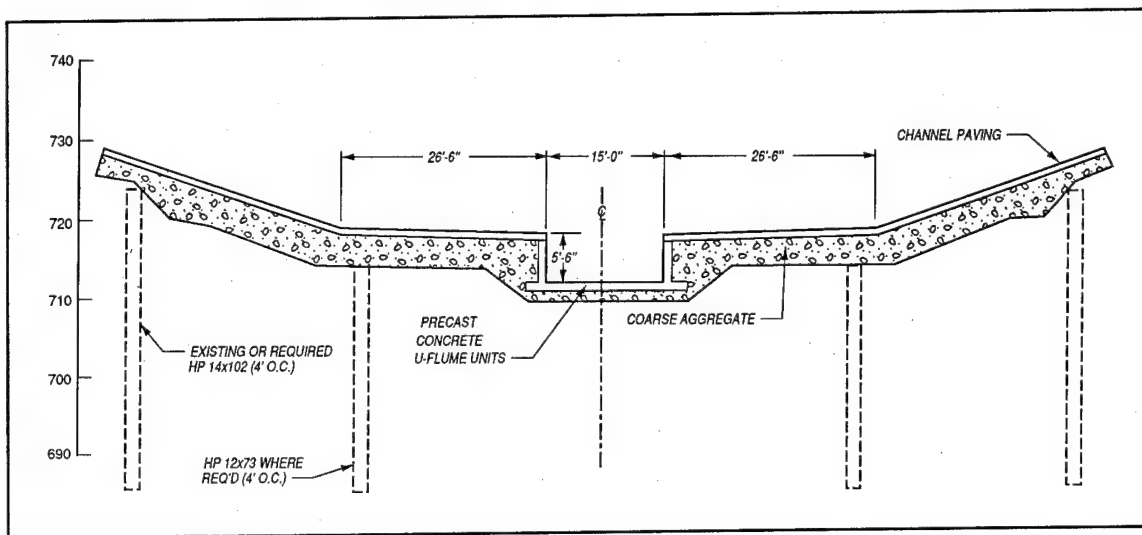 740
730
720
710
700
690
26'-6"
15'-0"
26'-6"
CHANNEL PAVING
℄
5'-6"
PRECAST
CONCRETE
U-FLUME UNITS
COARSE AGGREGATE
EXISTING OR REQUIRED
HP 14x102 (4' O.C.)
HP 12x73 WHERE
REQ'D (4' O.C.)